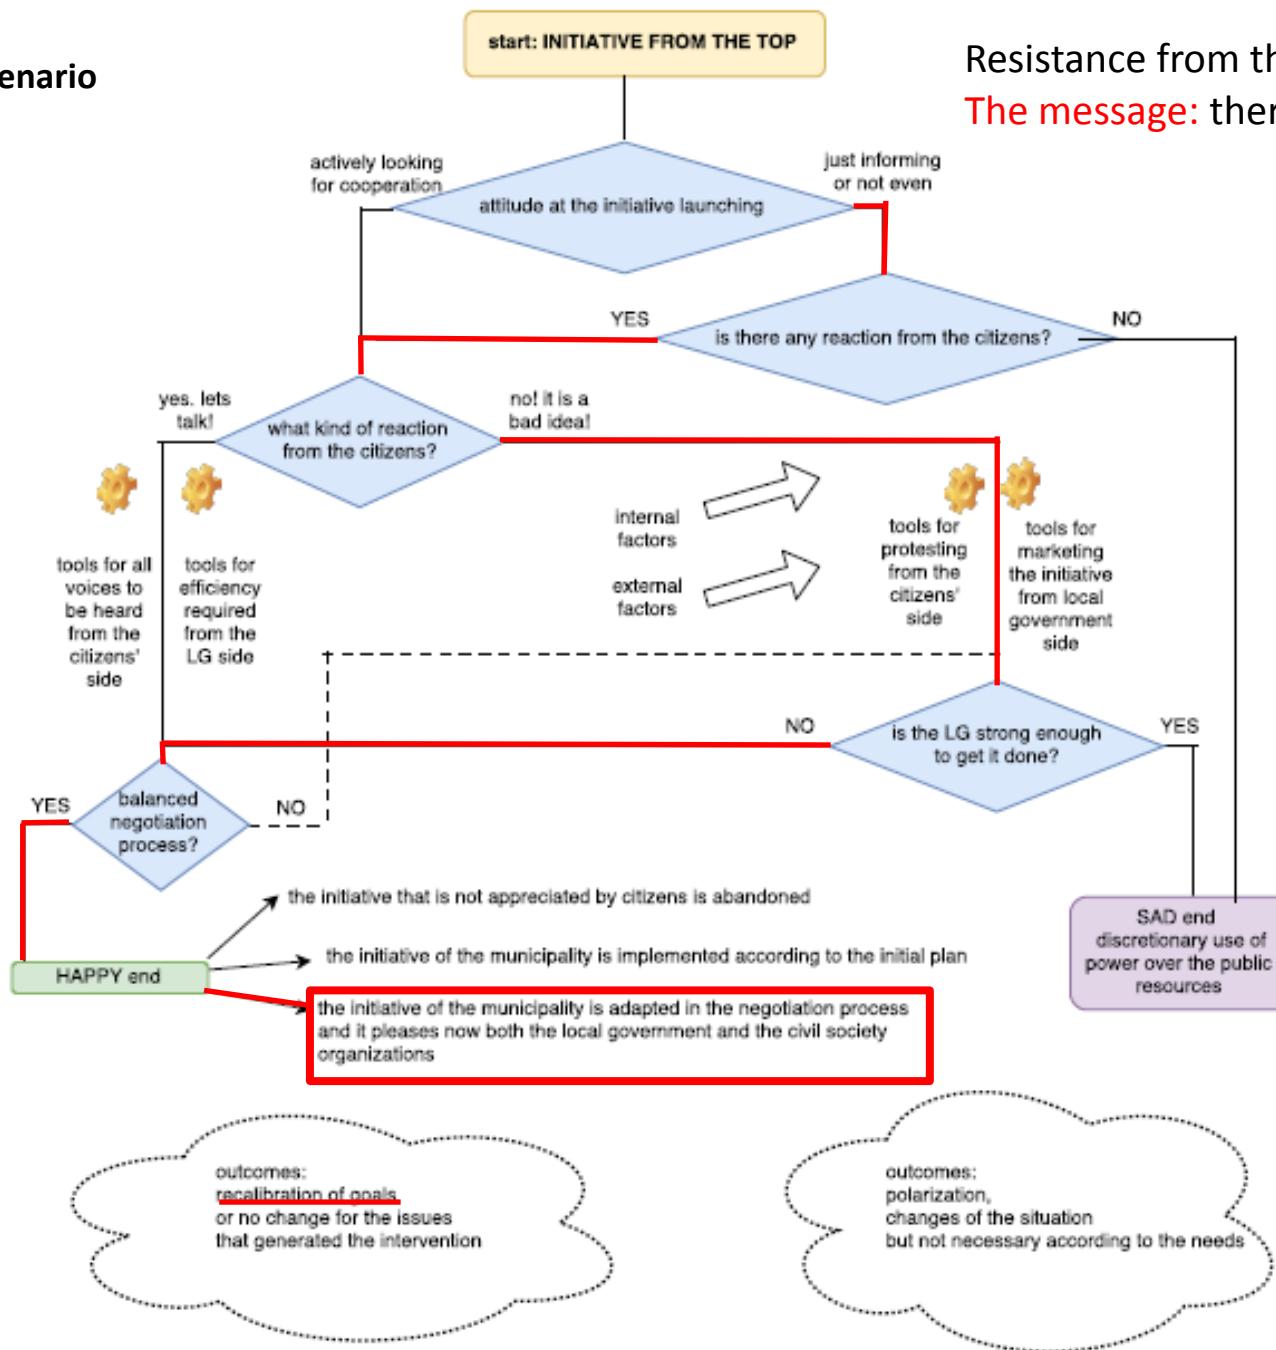 start: INITIATIVE FROM THE TOP
enario
Resistance from th
The message: ther
actively looking
for cooperation
just informing
or not even
attitude at the initiative launching
YES
is there any reaction from the citizens?
NO
yes. lets
talk!
no! it is a
bad idea!
what kind of reaction
from the citizens?
internal
factors
external
factors
tools for all
voices to
be heard
from the
citizens'
side
tools for
efficiency
required
from the
LG side
tools for
protesting
from the
citizens'
side
tools for
marketing
the initiative
from local
government
side
NO
is the LG strong enough
to get it done?
YES
YES
balanced
negotiation
process?
NO
the initiative that is not appreciated by citizens is abandoned
the initiative of the municipality is implemented according to the initial plan
HAPPY end
the initiative of the municipality is adapted in the negotiation process
and it pleases now both the local government and the civil society
organizations
SAD end
discretionary use of
power over the public
resources
outcomes:
recalibration of goals
or no change for the issues
that generated the intervention
outcomes:
polarization,
changes of the situation
but not necessary according to the needs